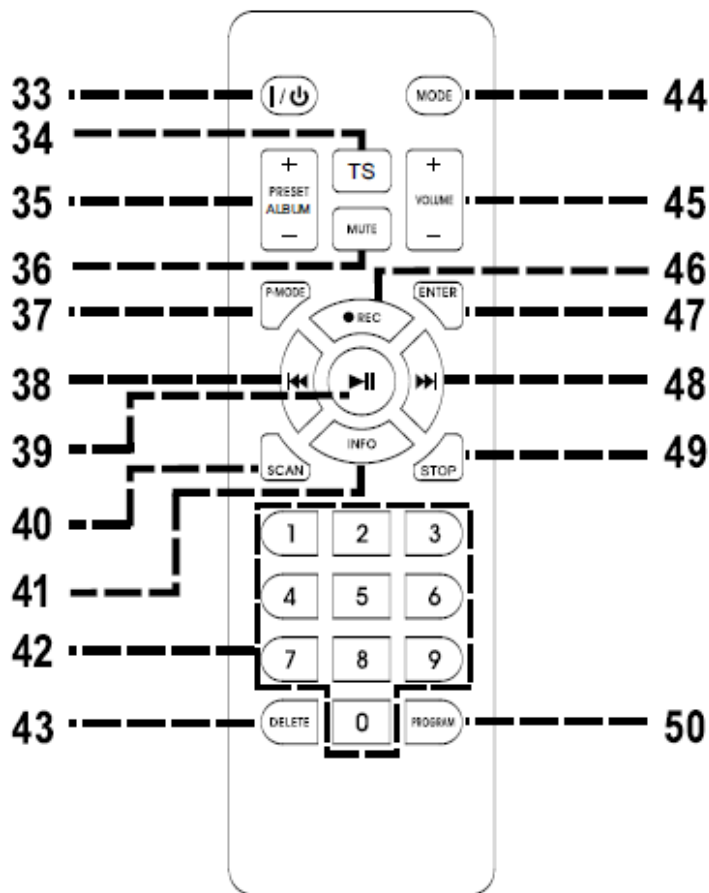 33 I/⏻ MODE 44
34 TS
+ +
35 PRESET ALBUM VOLUME 45
MUTE
- -
36 46
P-MODE ENTER
37 ● REC 47
38 ⏮ ▶II ⏭ 48
39 INFO 49
SCAN STOP
40
1 2 3
41 4 5 6
42 7 8 9
43 DELETE 0 PROGRAM 50